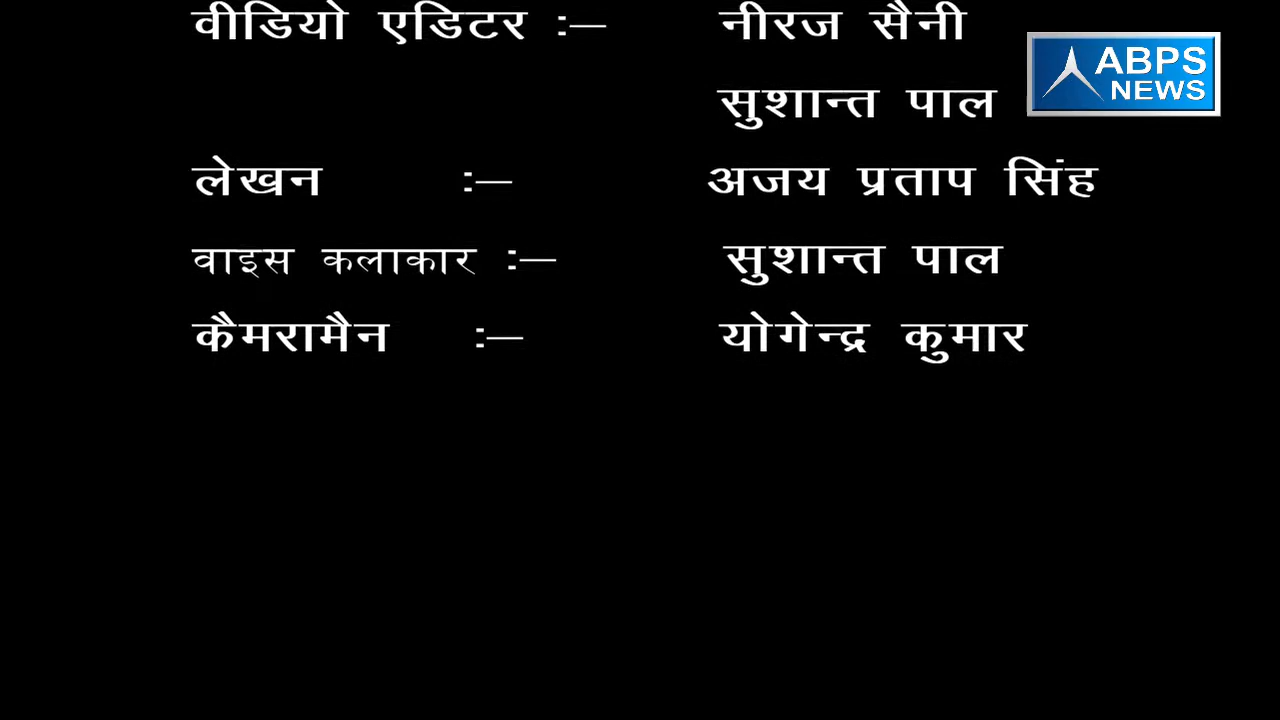 वीडियो एडिटर :– नीरज सैनी
ABPS
NEWS
सुशान्त पाल
लेखन :– अजय प्रताप सिंह
वाइस कलाकार :– सुशान्त पाल
कैमरामैन :– योगेन्द्र कुमार